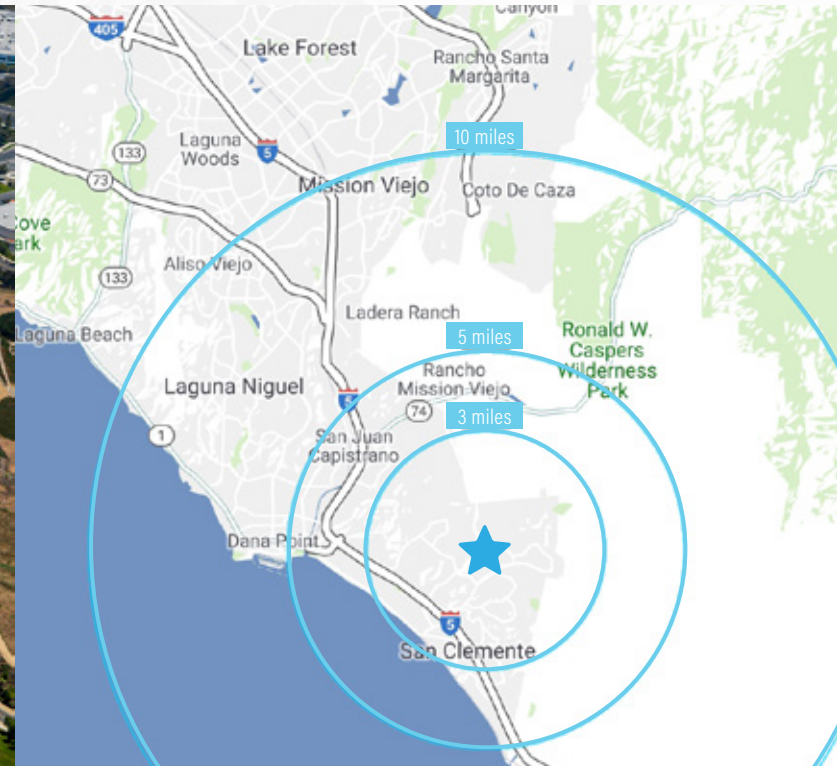 Canyon
405
Lake Forest
Rancho Santa
Margarita
10 miles
Laguna
Woods
133
5
73
Mission Viejo
Coto De Caza
Cove
ark
Aliso Viejo
133
Ladera Ranch
Laguna Beach
5 miles
Ronald W.
Caspers
Wilderness
Park
Rancho
Mission Viejo
Laguna Niguel
5
74
3 miles
1
San Juan
Capistrano
Dana Point
5
San Clemente